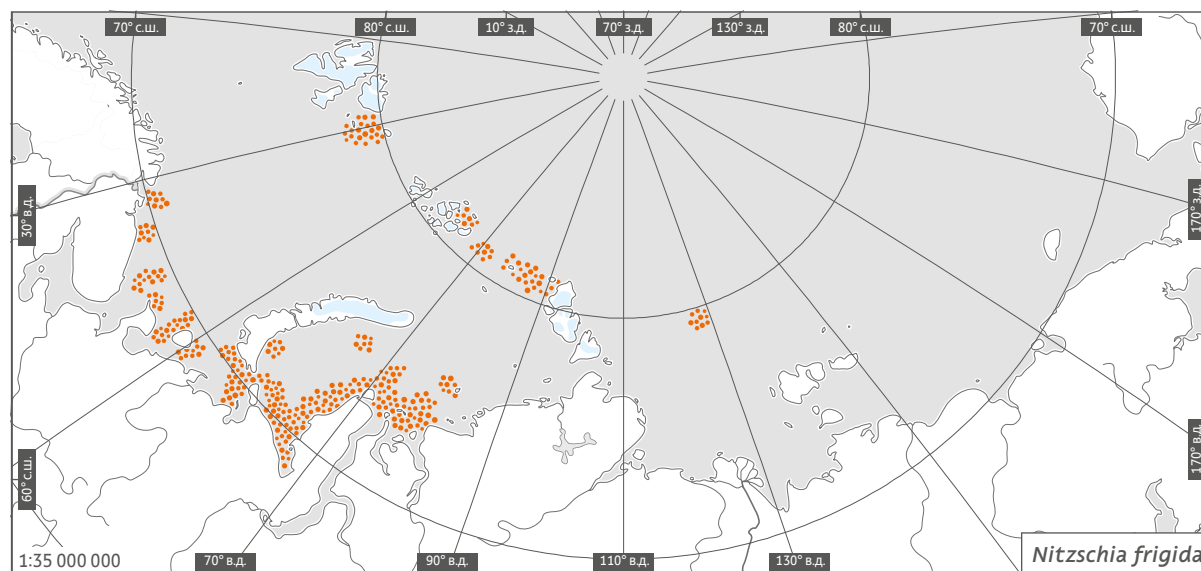 70° с.ш.
80° с.ш.
10° з.д.
70° з.д.
130° з.д.
80° с.ш.
70° с.ш.
30° в.д.
170° з.д.
60° с.ш.
170° в.д.
1:35 000 000
70° в.д.
90° в.д.
110° в.д.
130° в.д.
Nitzschia frigida